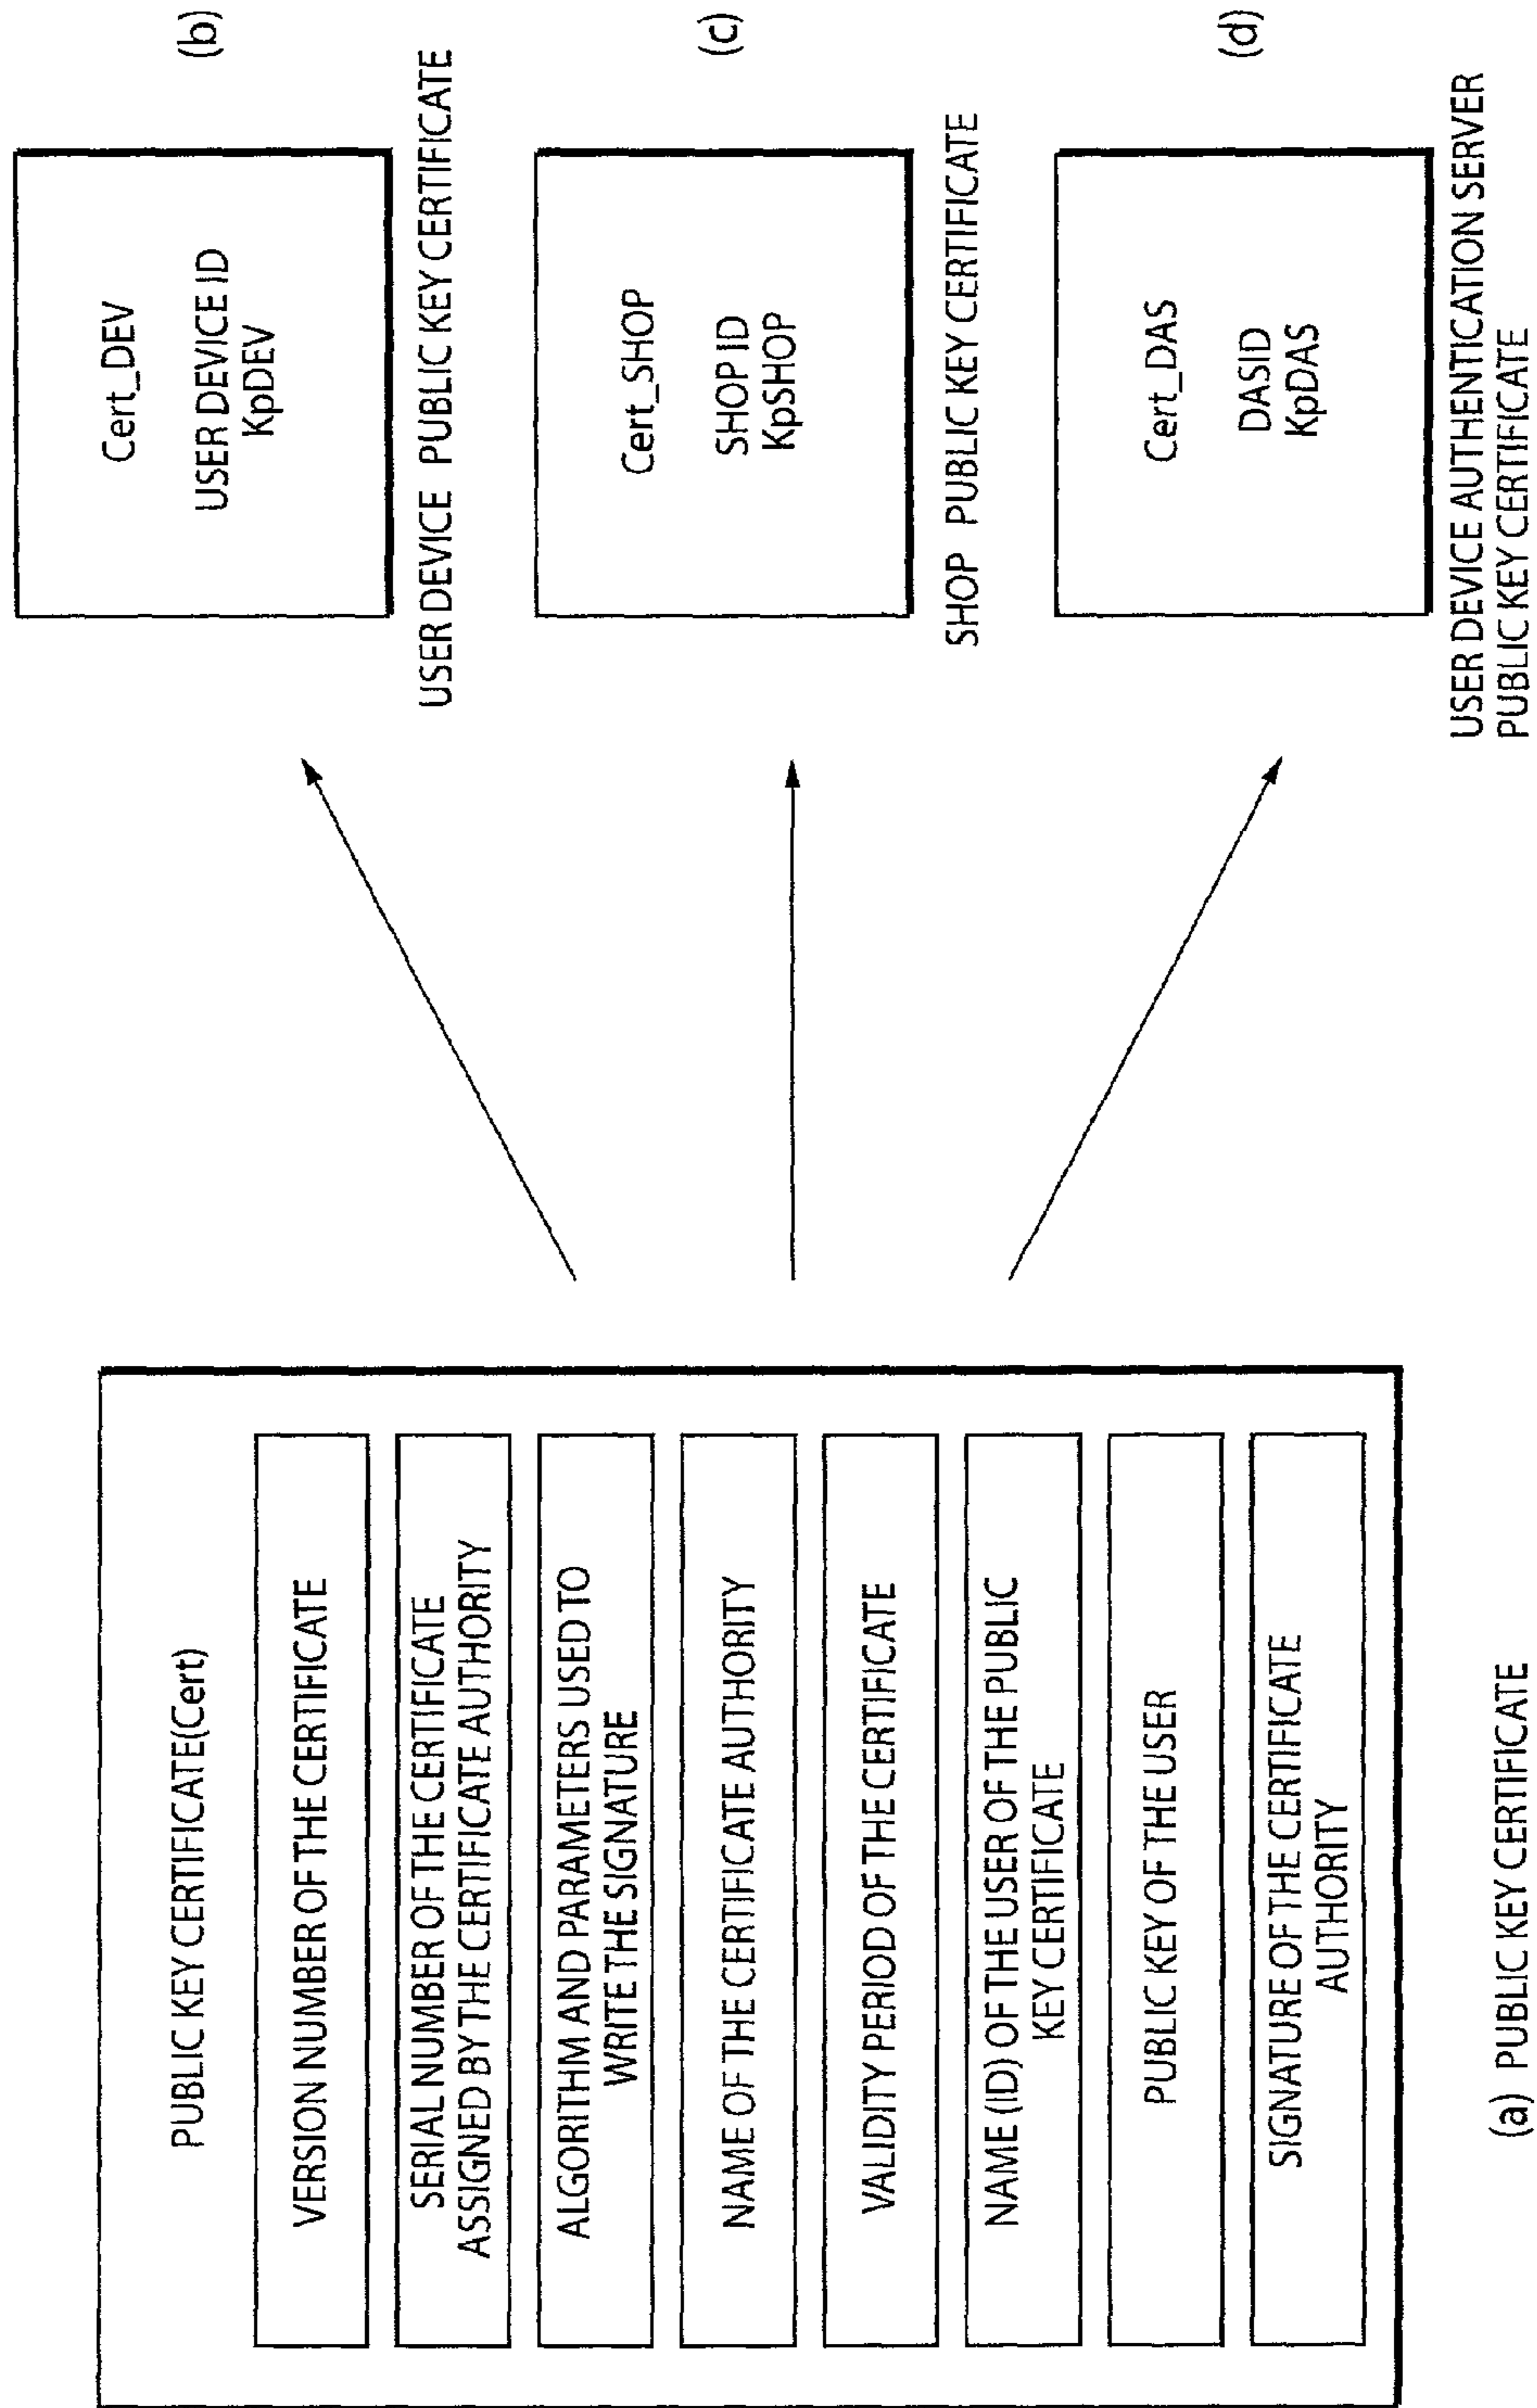 PUBLIC KEY CERTIFICATE(Cert)
VERSION NUMBER OF THE CERTIFICATE
SERIAL NUMBER OF THE CERTIFICATE
ASSIGNED BY THE CERTIFICATE AUTHORITY
ALGORITHM AND PARAMETERS USED TO
WRITE THE SIGNATURE
NAME OF THE CERTIFICATE AUTHORITY
VALIDITY PERIOD OF THE CERTIFICATE
NAME (ID) OF THE USER OF THE PUBLIC
KEY CERTIFICATE
PUBLIC KEY OF THE USER
SIGNATURE OF THE CERTIFICATE
AUTHORITY
(a) PUBLIC KEY CERTIFICATE
Cert_DEV
USER DEVICE ID
KpDEV
(b)
USER DEVICE PUBLIC KEY CERTIFICATE
Cert_SHOP
SHOP ID
KpSHOP
(c)
SHOP PUBLIC KEY CERTIFICATE
Cert_DAS
DASID
KpDAS
(d)
USER DEVICE AUTHENTICATION SERVER
PUBLIC KEY CERTIFICATE